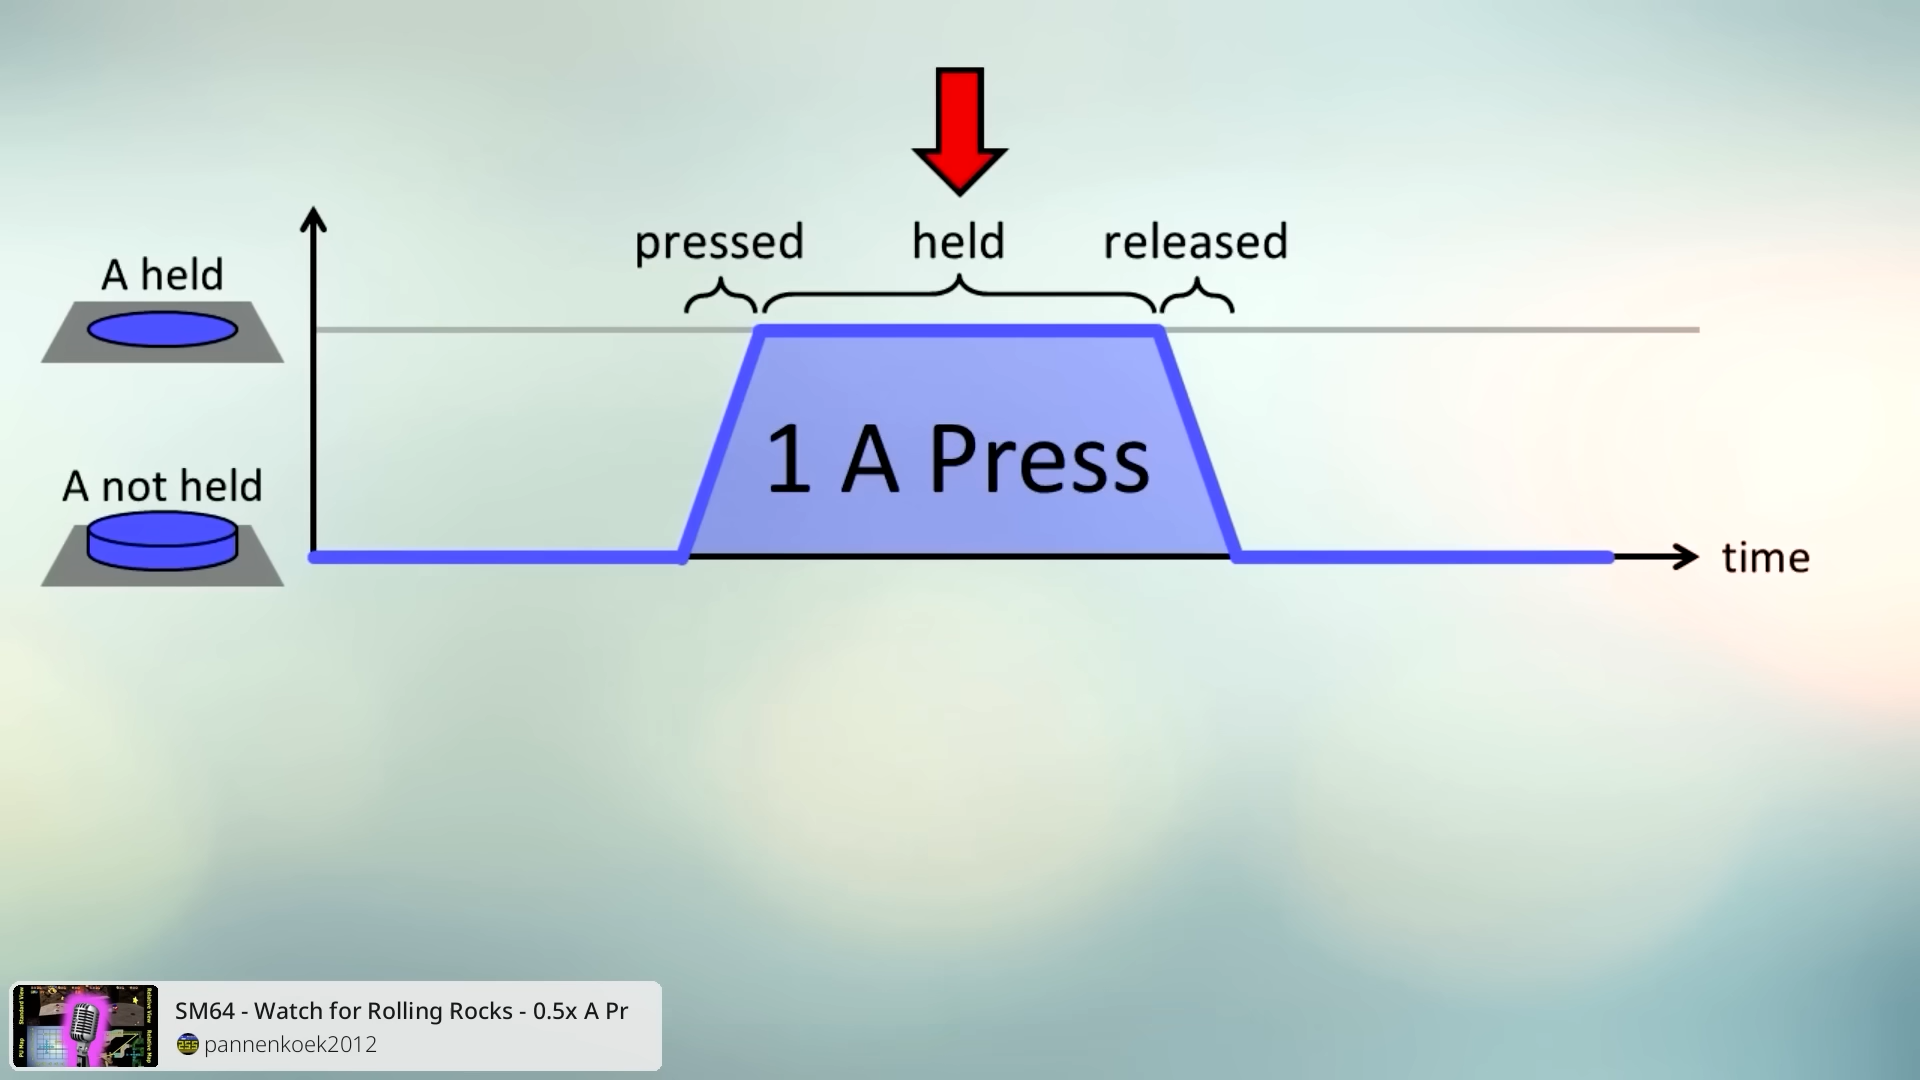 pressed
held
released
A held
1 A Press
A not held
time
SM64 - Watch for Rolling Rocks - 0.5x A Pr
pannenkoek2012